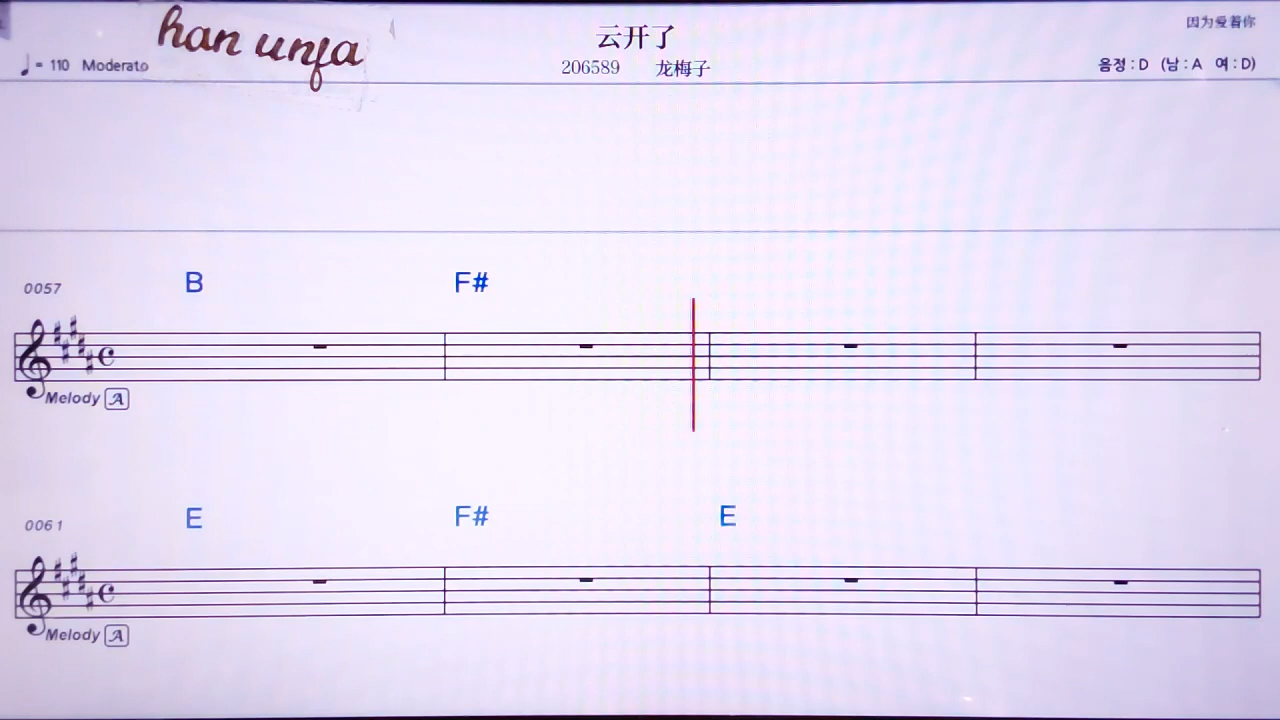 han unfa
云开了
因为爱着你
♩= 110 Moderato
206589 龙梅子
음정:D (남:A 여:D)
B F#
0057
Melody A
E F# E
0061
Melody A